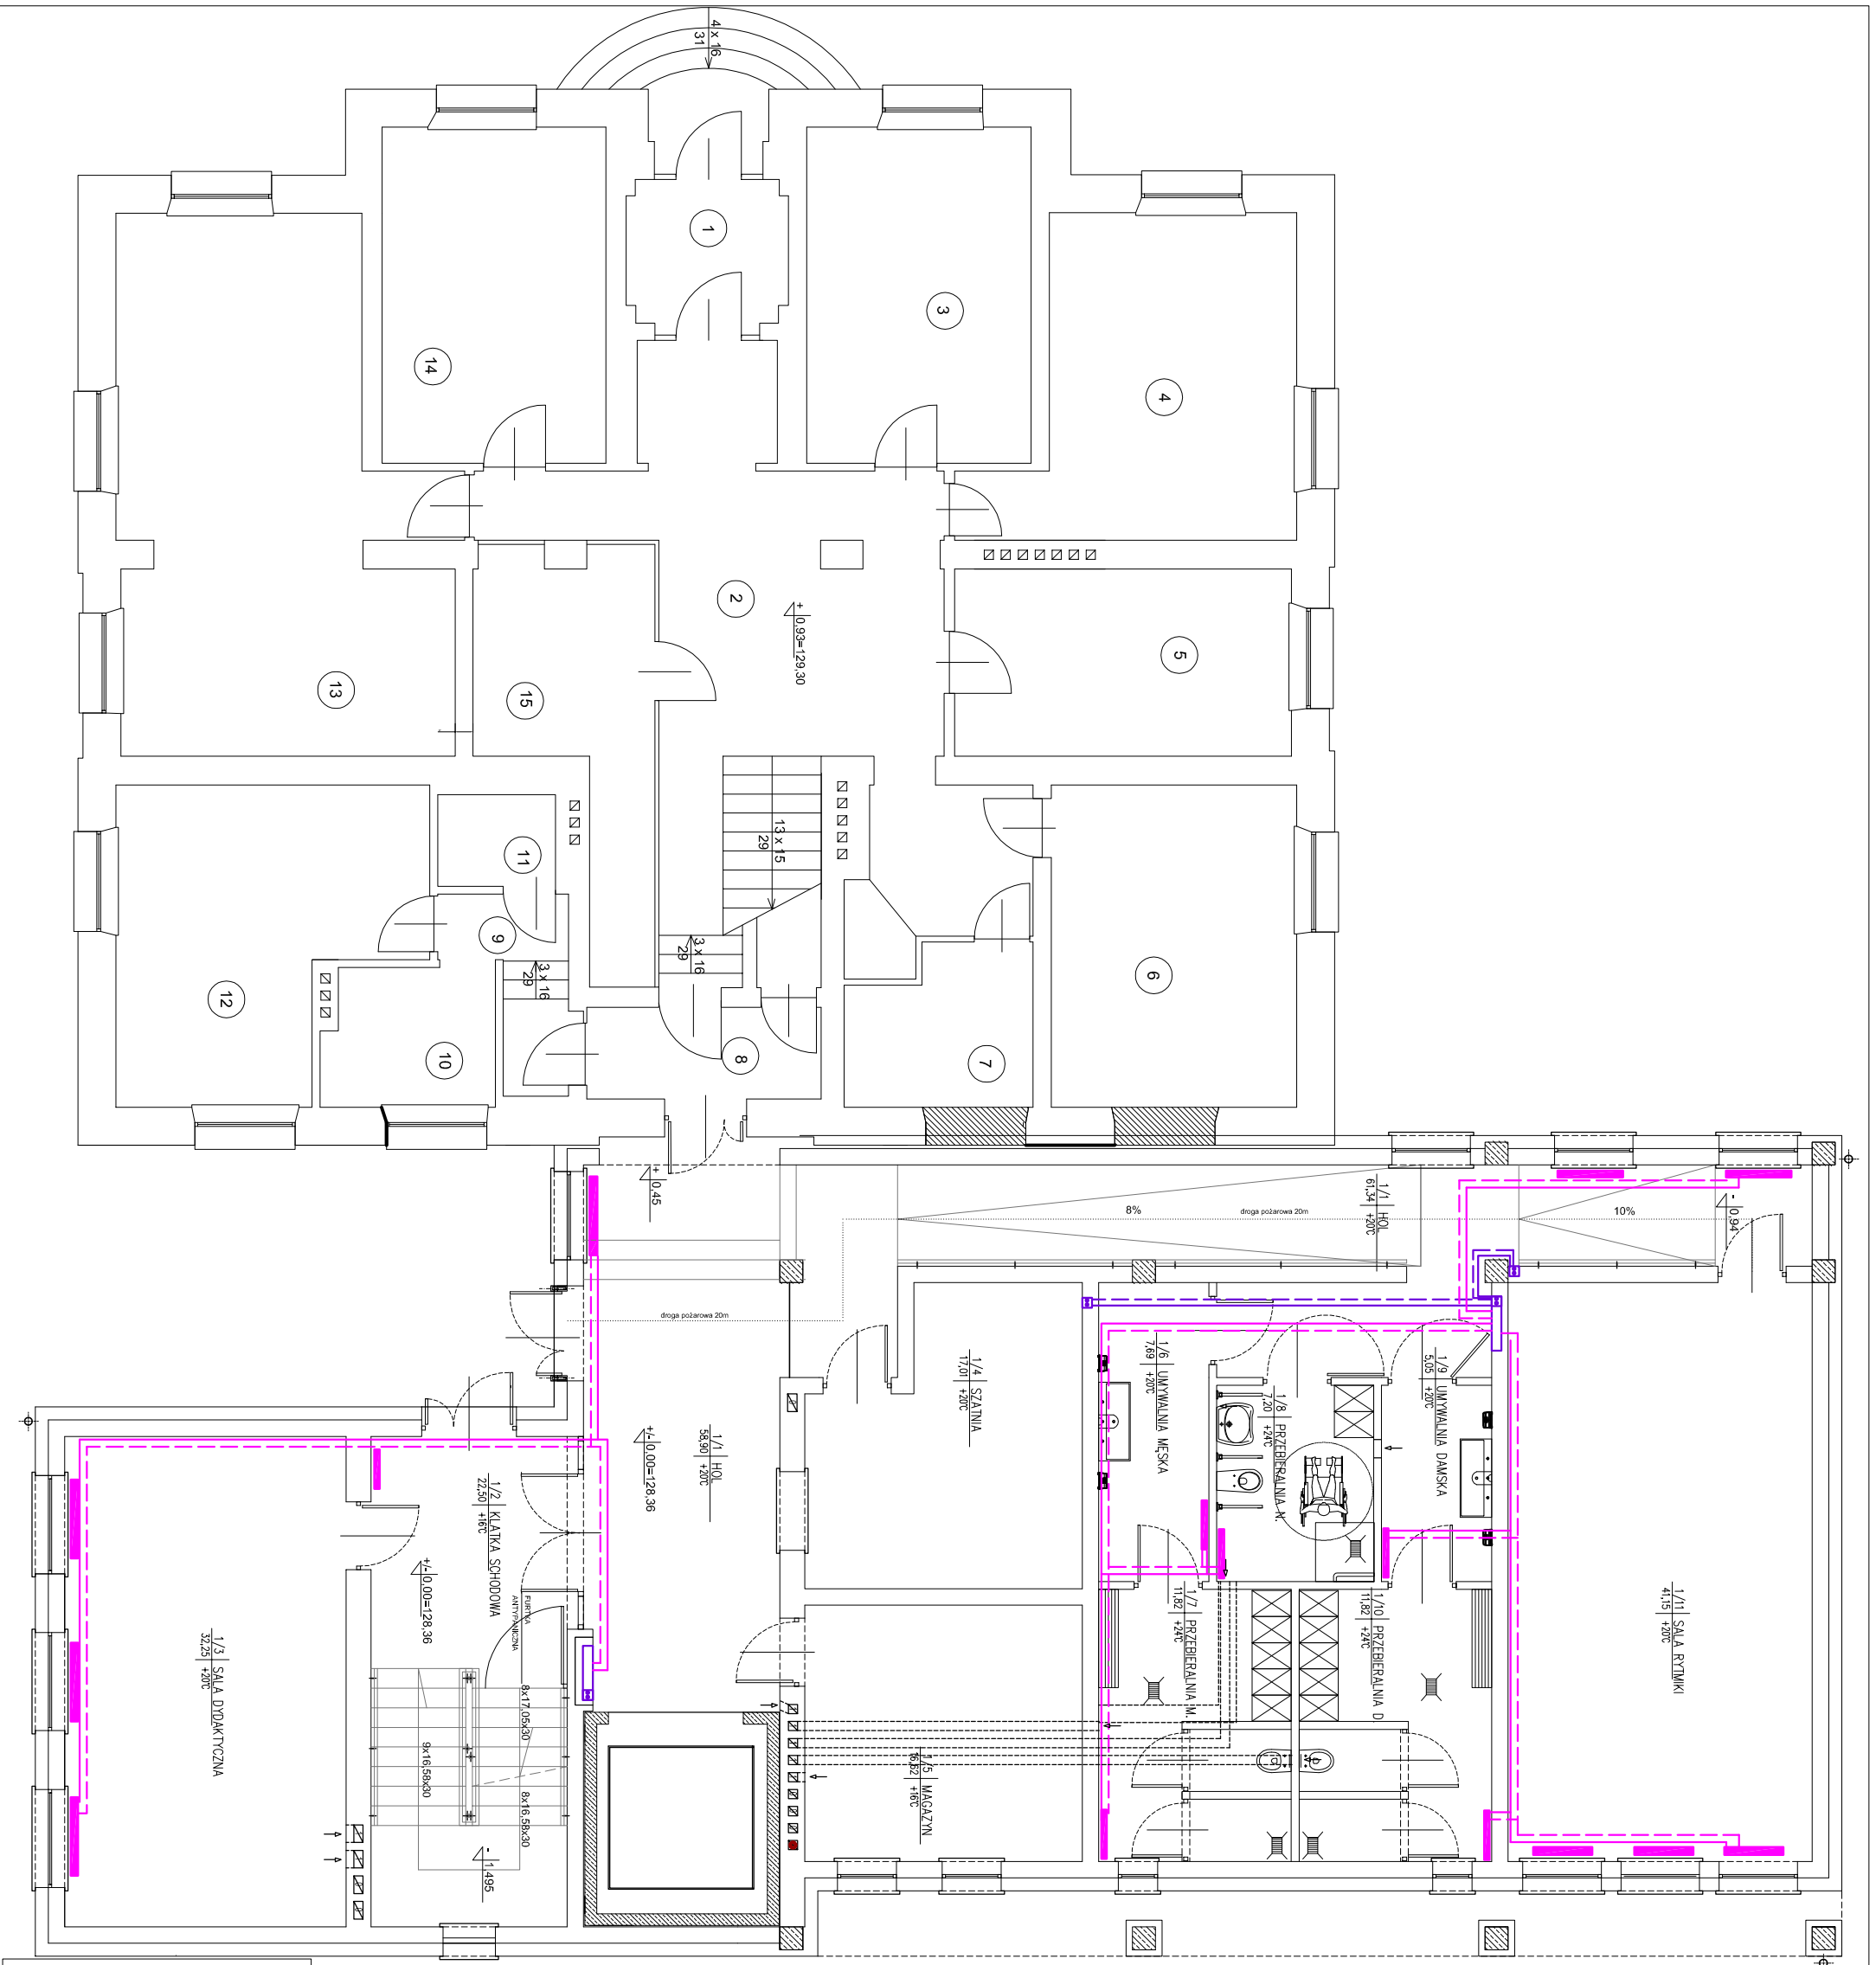 4 x 16
31
1
3
14
4
2
+
0,93=129,30
5
13
15
13 x 15
29
11
9
3 x 16
29
3 x 16
29
12
10
8
7
6
+
0,45
1/1 HOL
61,34 +20°C
8%
droga pożarowa 20m
10%
-
0,94
droga pożarowa 20m
1/4 SZATNIA
17,01 +20°C
1/6 UMYWALNIA MĘSKA
7,69 +20°C
1/8 PRZEBIERALNIA N.
7,20 +24°C
1/9 UMYWALNIA DAMSKA
5,05 +20°C
1/1 HOL
58,90 +20°C
+/-0,00=128,36
1/2 KLATKA SCHODOWA
22,50 +16°C
+/-0,00=128,36
FURTKA
ANTYPANICZNA
1/7 PRZEBIERALNIA M.
11,82 +24°C
1/10 PRZEBIERALNIA D
11,82 +24°C
1/11 SALA RYTMIKI
41,15 +20°C
1/3 SALA DYDAKTYCZNA
32,25 +20°C
8x17,05x30
9x16,58x30
8x16,58x30
1/5 MAGAZYN
16,62 +16°C
-
1,495